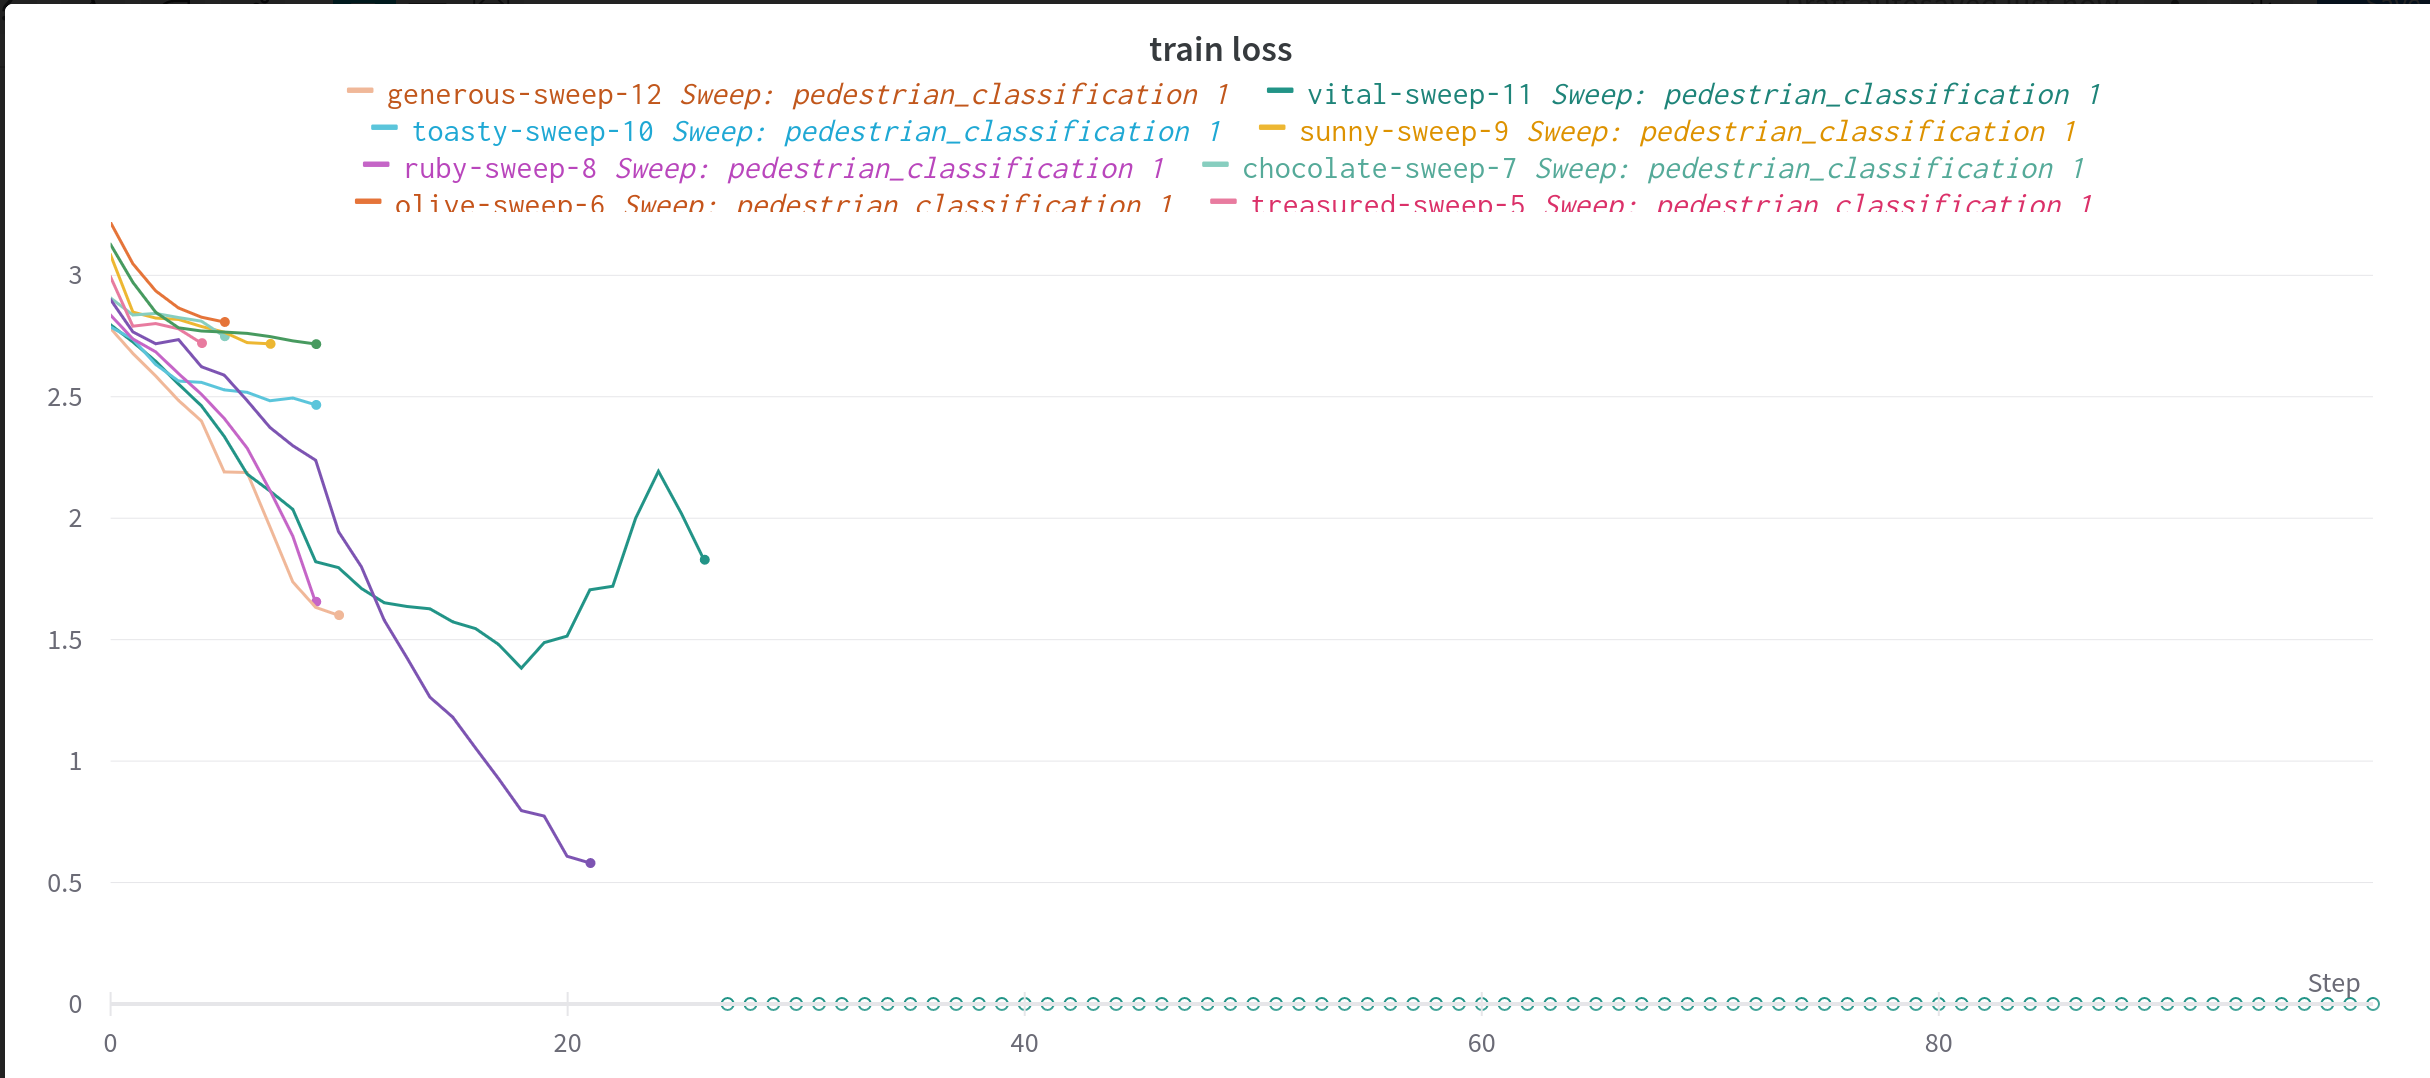 train loss
generous-sweep-12 Sweep: pedestrian_classification 1 vital-sweep-11 Sweep: pedestrian_classification 1
toasty-sweep-10 Sweep: pedestrian_classification 1 sunny-sweep-9 Sweep: pedestrian_classification 1
ruby-sweep-8 Sweep: pedestrian_classification 1 chocolate-sweep-7 Sweep: pedestrian_classification 1
olive-sweep-6 Sweep: pedestrian_classification 1 treasured-sweep-5 Sweep: pedestrian_classification 1
3
2.5
2
1.5
1
0.5
Step
0
0 20 40 60 80